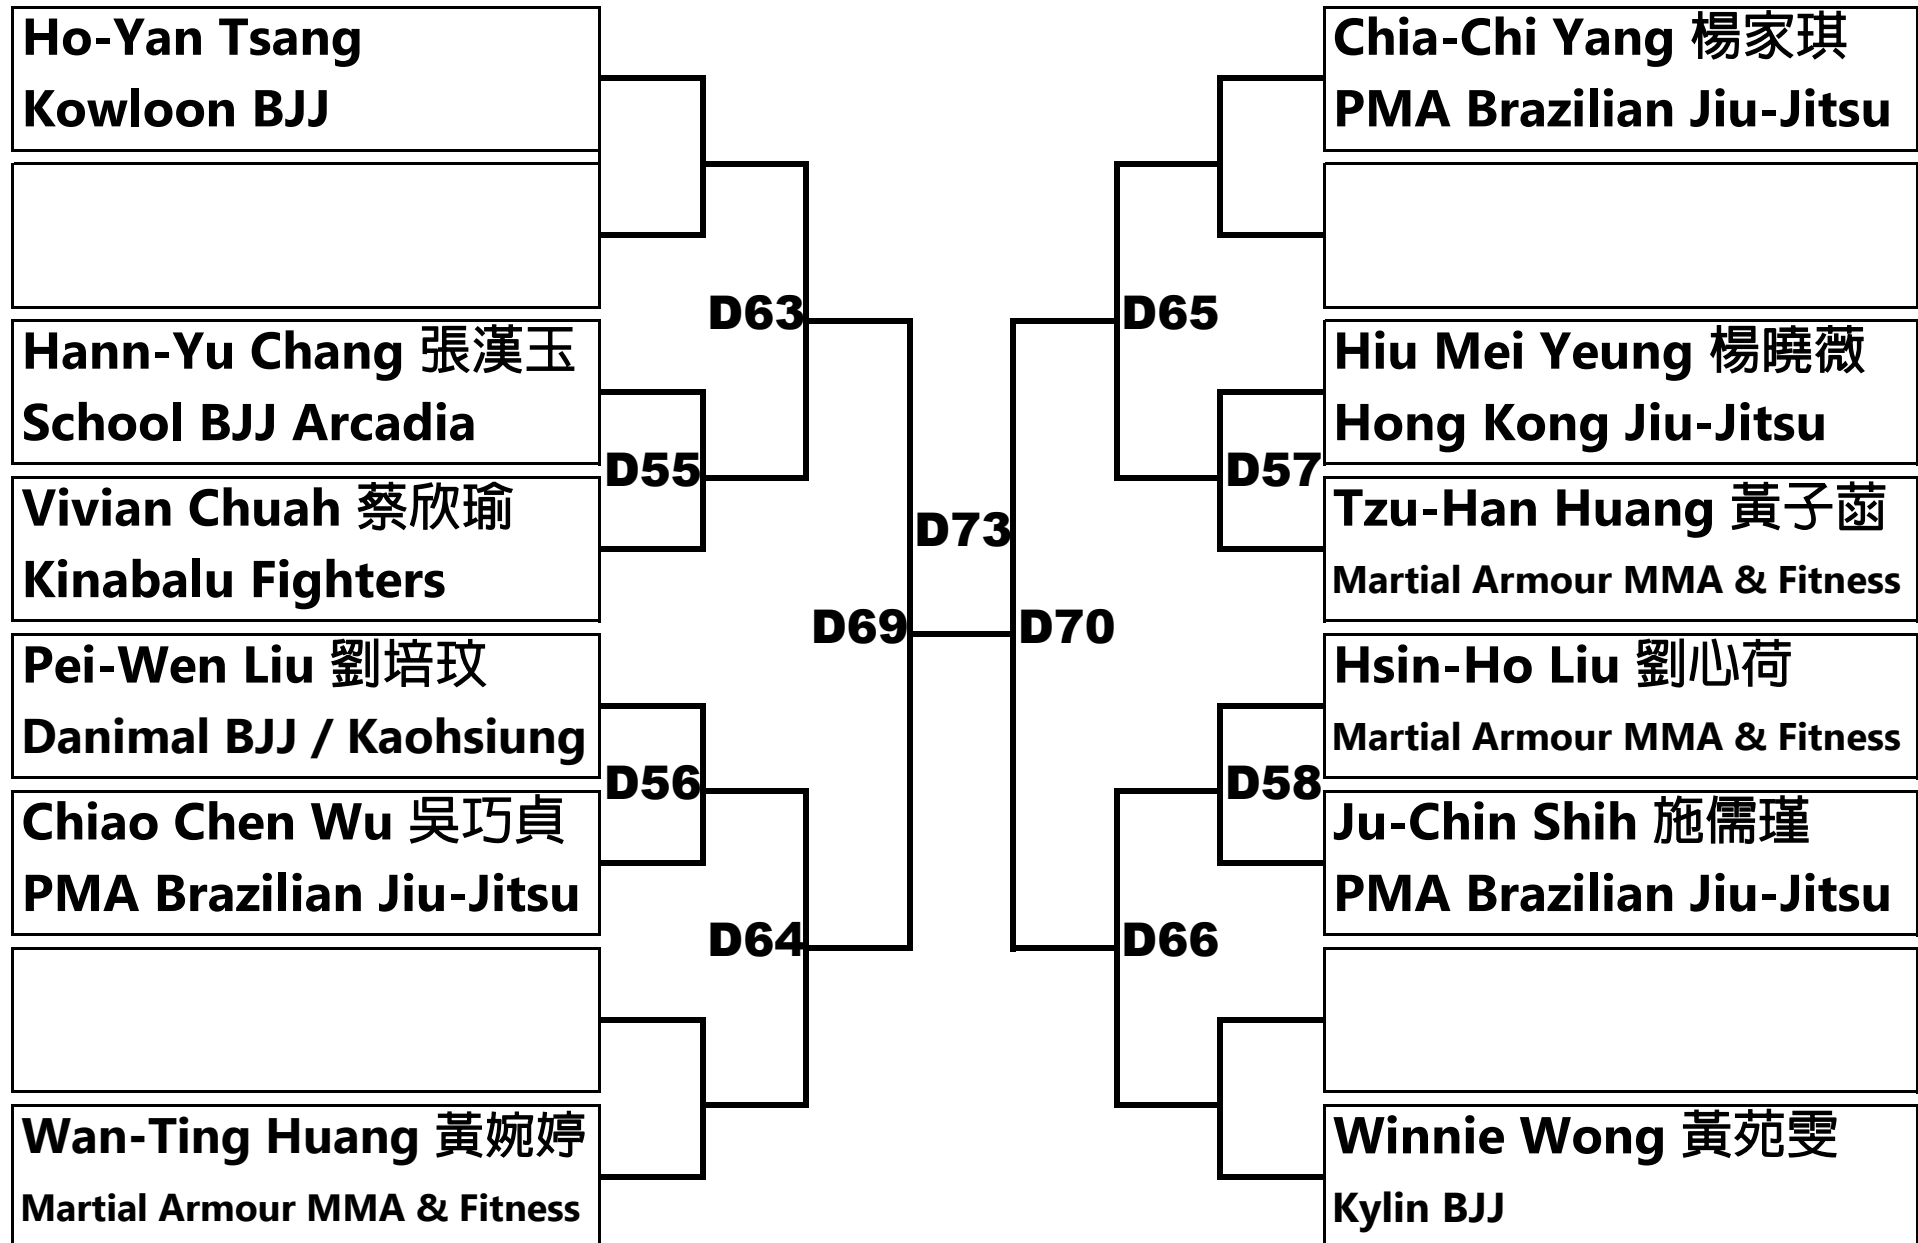 Ho-Yan Tsang
Kowloon BJJ
Hann-Yu Chang 張漢玉
School BJJ Arcadia
Vivian Chuah 蔡欣瑜
Kinabalu Fighters
Pei-Wen Liu 劉培玟
Danimal BJJ / Kaohsiung
Chiao Chen Wu 吳巧貞
PMA Brazilian Jiu-Jitsu
Wan-Ting Huang 黃婉婷
Martial Armour MMA & Fitness
D55
D56
D63
D64
D69
D73
D70
D65
D66
D57
D58
Chia-Chi Yang 楊家琪
PMA Brazilian Jiu-Jitsu
Hiu Mei Yeung 楊曉薇
Hong Kong Jiu-Jitsu
Tzu-Han Huang 黃子菡
Martial Armour MMA & Fitness
Hsin-Ho Liu 劉心荷
Martial Armour MMA & Fitness
Ju-Chin Shih 施儒瑾
PMA Brazilian Jiu-Jitsu
Winnie Wong 黃苑雯
Kylin BJJ